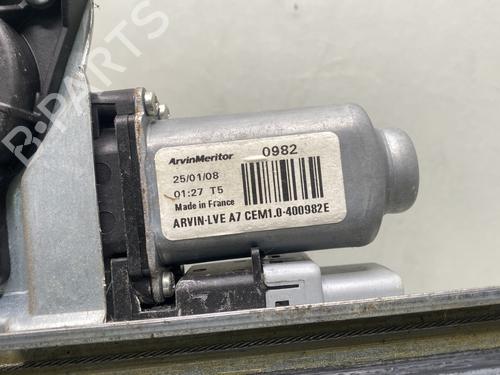 B-PARTS
ArvinMeritor 0982
25/01/08
01:27 T5
Made in France
ARVIN-LVE A7 CEM1.0-400982E